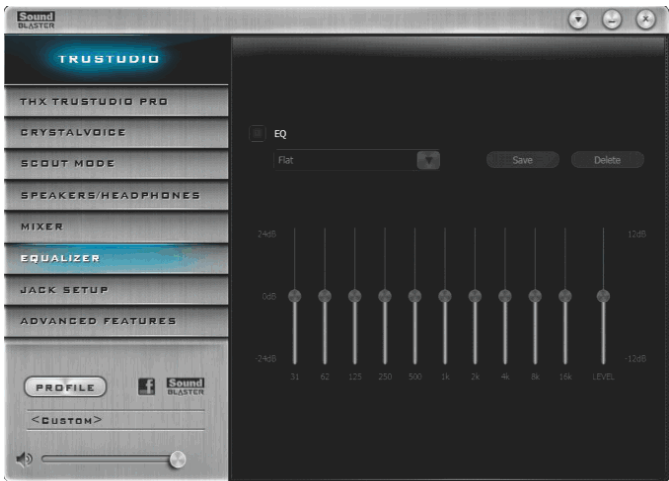 Sound
BLASTER
TRUSTUDIO
THX TRUSTUDIO PRO
CRYSTALVOICE
SCOUT MODE
SPEAKERS/HEADPHONES
MIXER
EQUALIZER
JACK SETUP
ADVANCED FEATURES
PROFILE
f
Sound
BLASTER
<CUSTOM>
EQ
Flat
Save
Delete
24dB
12dB
0dB
-24dB
-12dB
31 62 125 250 500 1k 2k 4k 8k 16k LEVEL